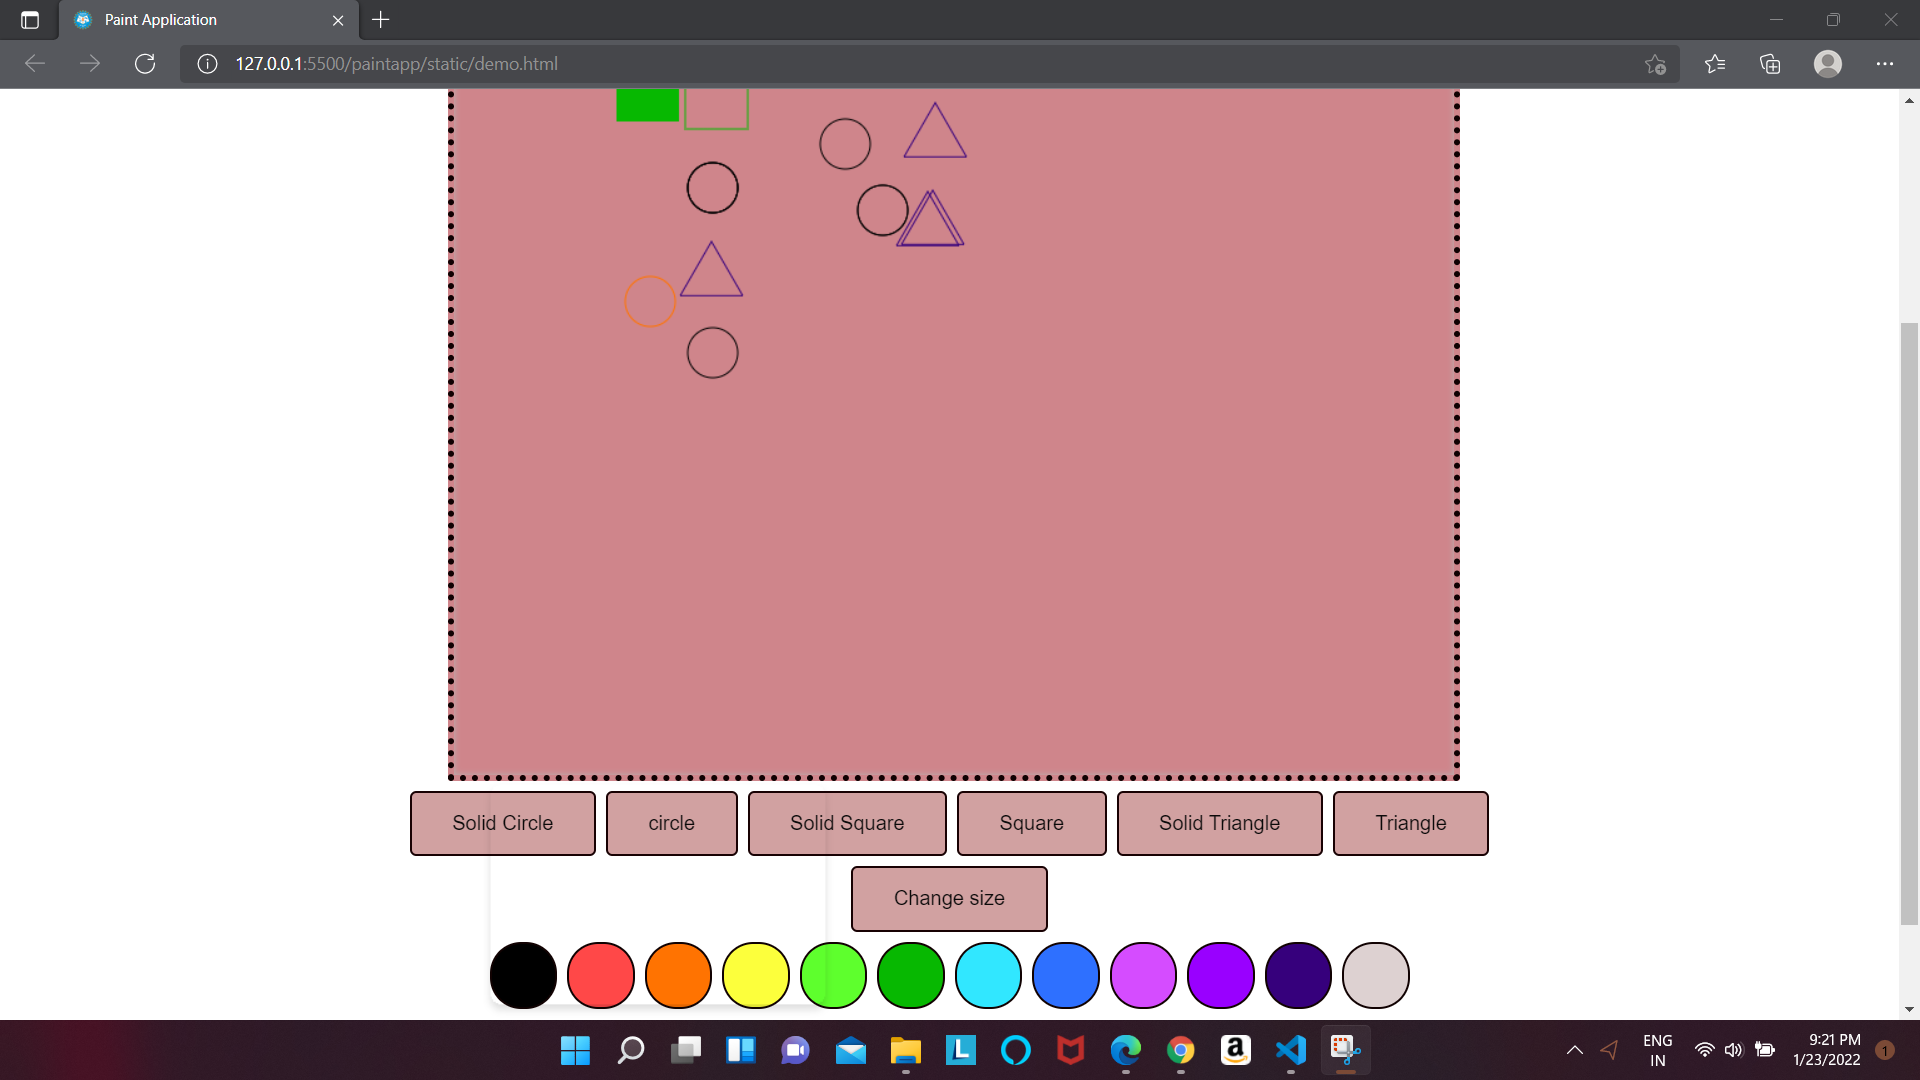 Paint Application
127.0.0.1:5500/paintapp/static/demo.html
Solid Circle circle Solid Square Square Solid Triangle Triangle
Change size
L
a
ENG
IN
9:21 PM
1/23/2022
1